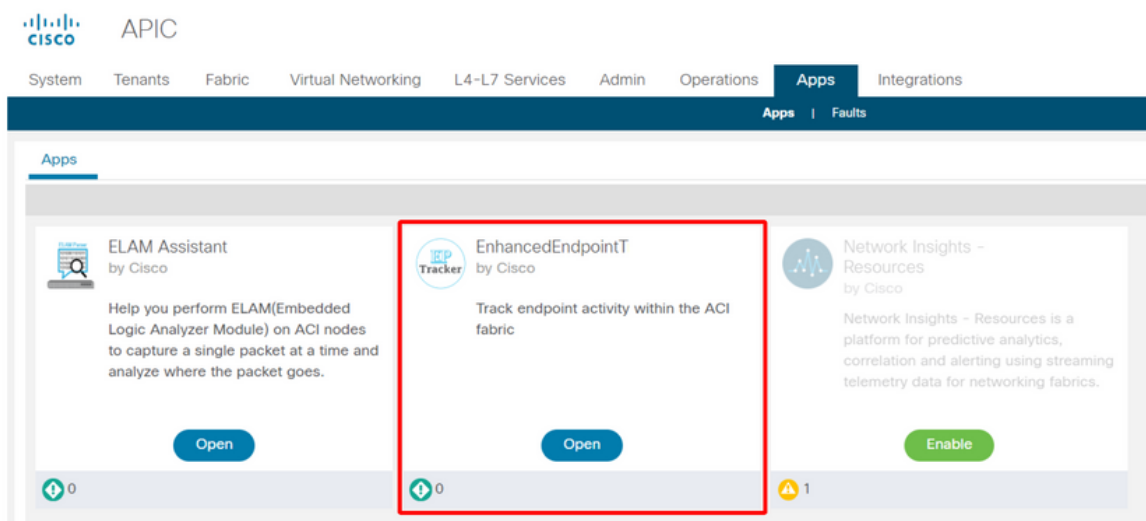 CISCO
APIC
System Tenants Fabric Virtual Networking L4-L7 Services Admin Operations Apps Integrations
Apps | Faults
Apps
ELAM Assistant
by Cisco
Help you perform ELAM(Embedded
Logic Analyzer Module) on ACI nodes
to capture a single packet at a time and
analyze where the packet goes.
Open
0
EP
Tracker
EnhancedEndpointT
by Cisco
Track endpoint activity within the ACI
fabric
Open
0
Network Insights -
Resources
by Cisco
Network Insights - Resources is a
platform for predictive analytics,
correlation and alerting using streaming
telemetry data for networking fabrics.
Enable
1